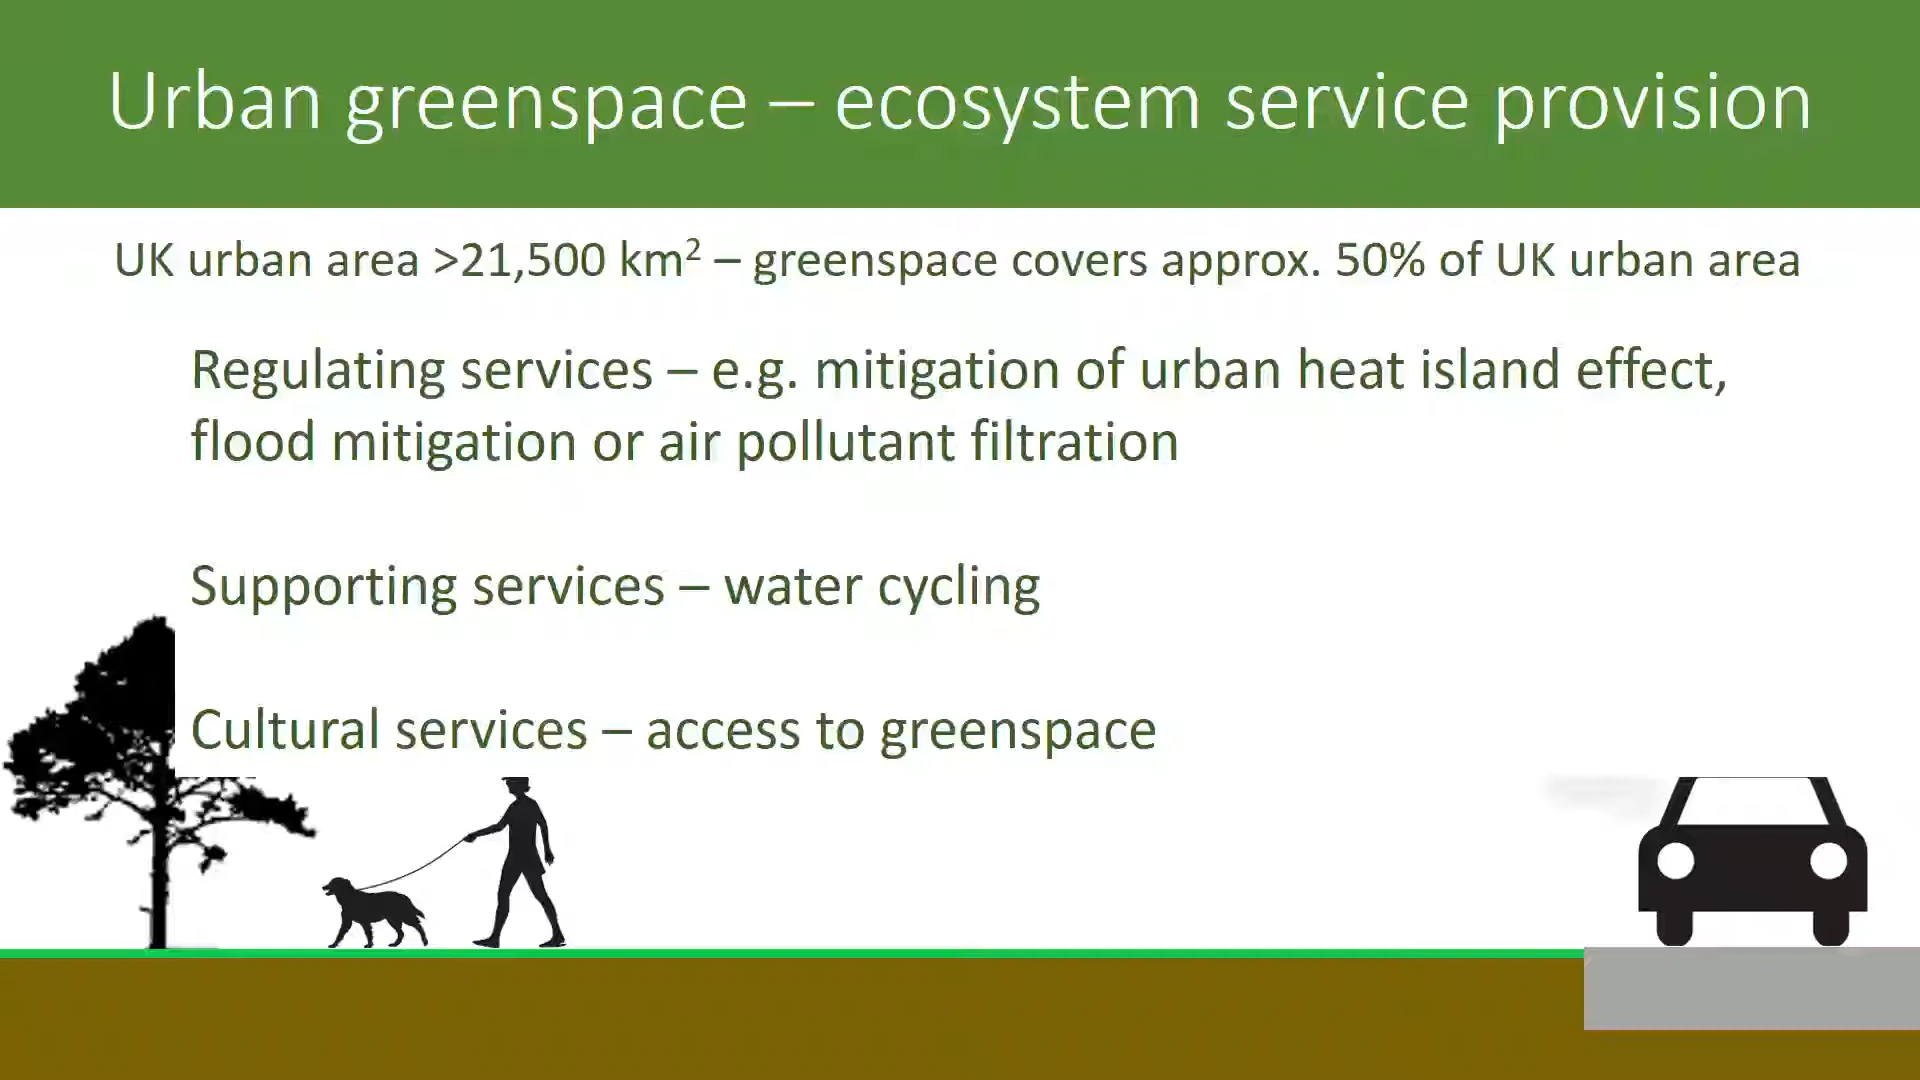 Urban greenspace – ecosystem service provision
UK urban area >21,500 km² – greenspace covers approx. 50% of UK urban area
Regulating services – e.g. mitigation of urban heat island effect,
flood mitigation or air pollutant filtration
Supporting services – water cycling
Cultural services – access to greenspace